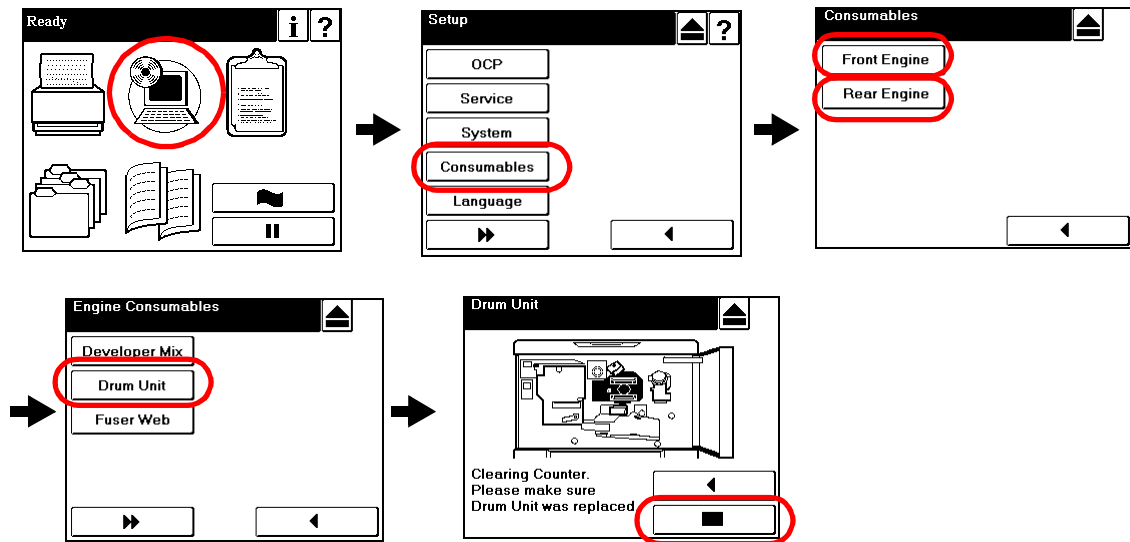 Ready
i ?
Setup
?
OCP
Service
System
Consumables
Language
Consumables
Front Engine
Rear Engine
Engine Consumables
Developer Mix
Drum Unit
Fuser Web
Drum Unit
Clearing Counter.
Please make sure
Drum Unit was replaced